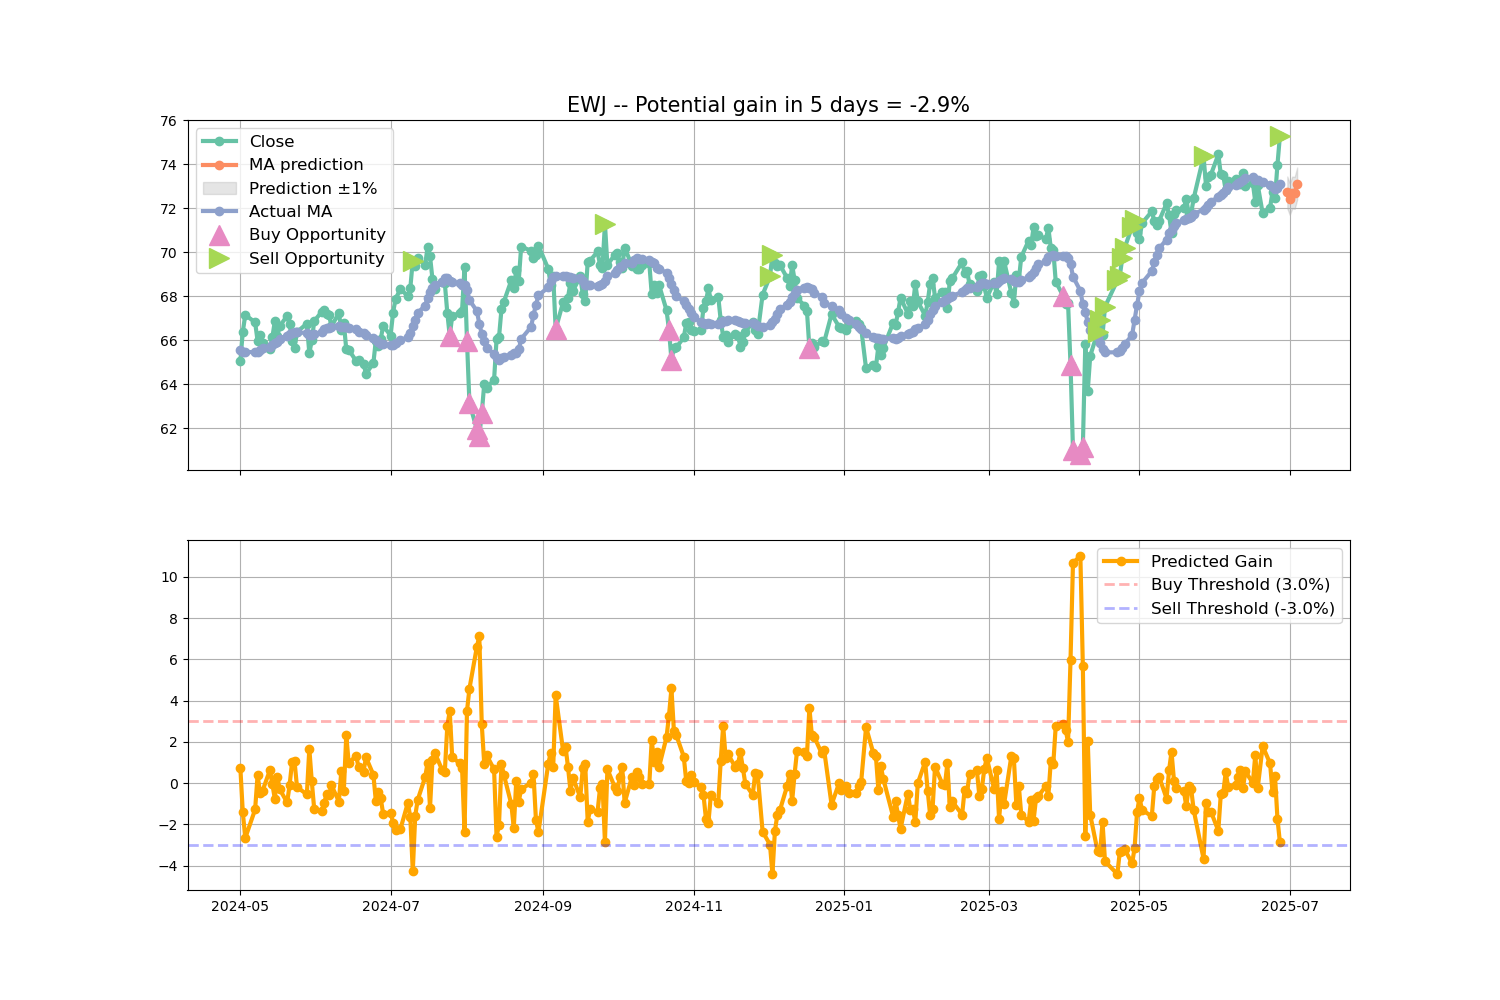 EWJ -- Potential gain in 5 days = -2.9%
76
74
72
70
68
66
64
62
Close
MA prediction
Prediction ±1%
Actual MA
Buy Opportunity
Sell Opportunity
10
8
6
4
2
0
−2
−4
Predicted Gain
Buy Threshold (3.0%)
Sell Threshold (-3.0%)
2024-05
2024-07
2024-09
2024-11
2025-01
2025-03
2025-05
2025-07